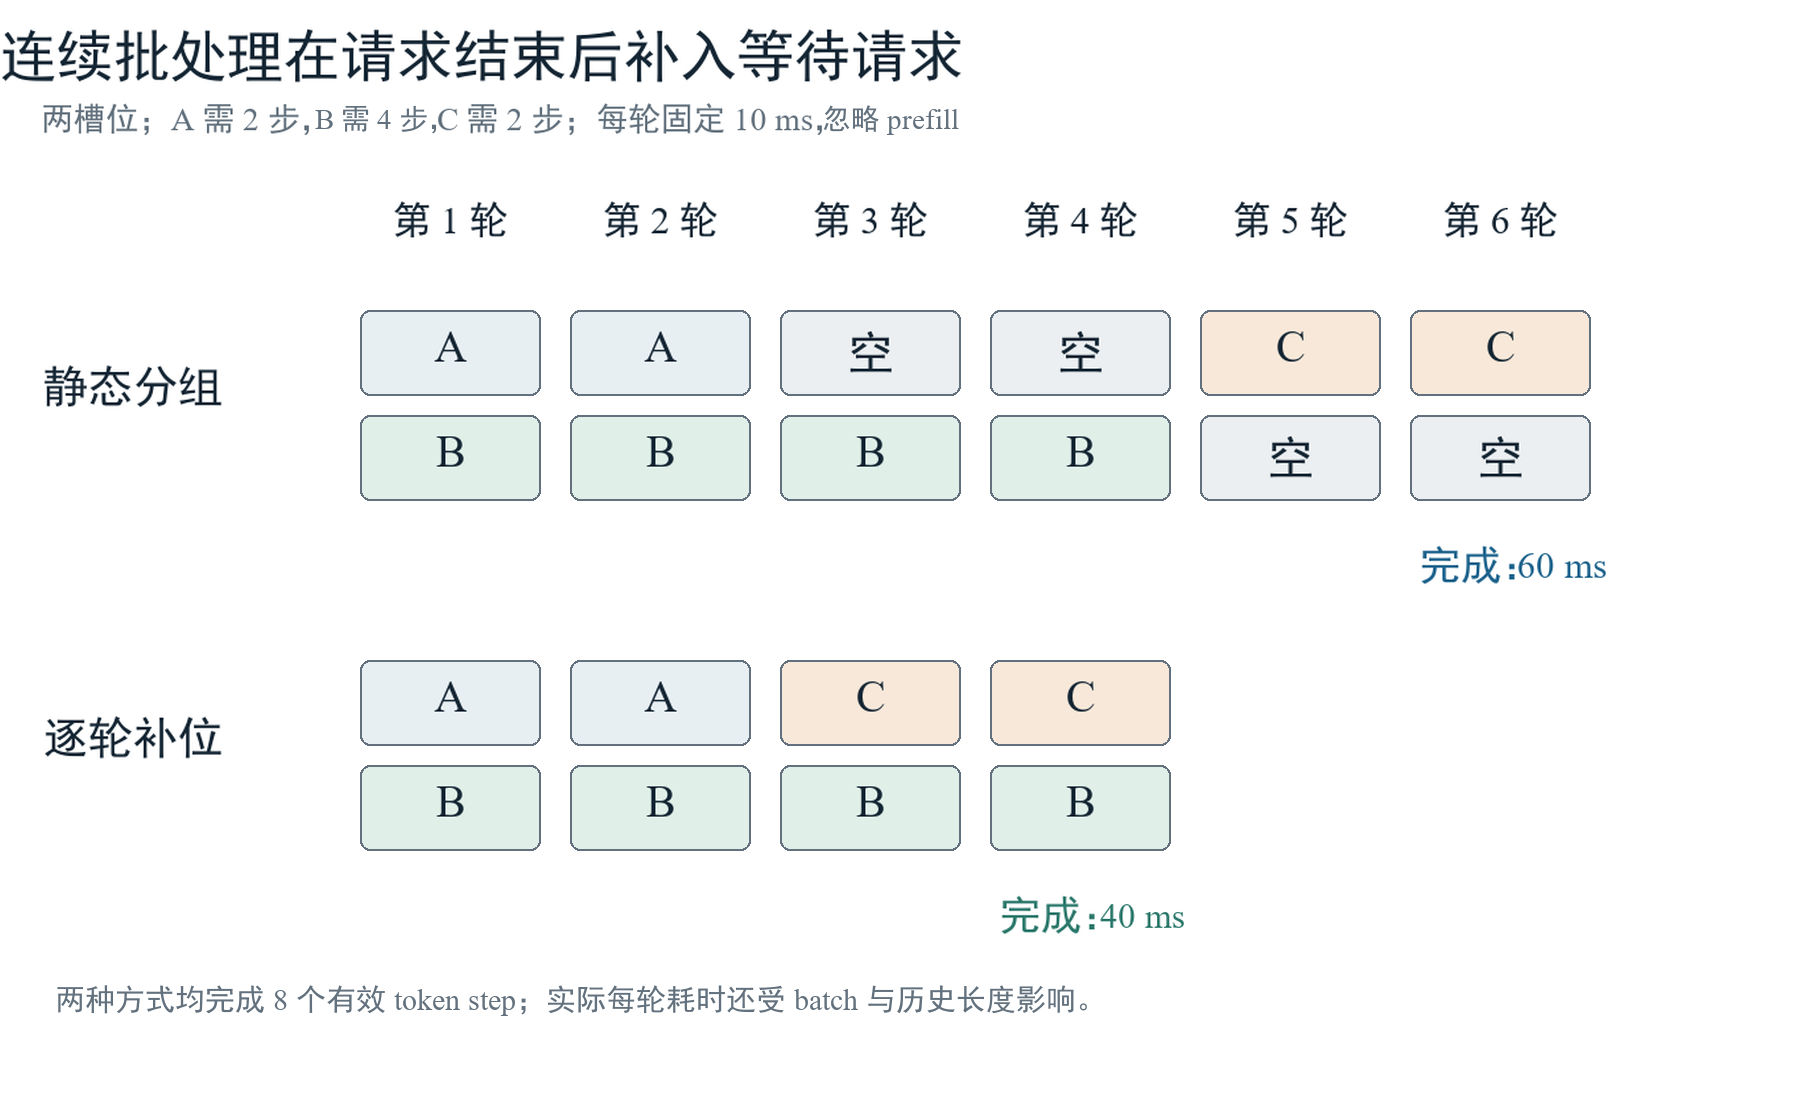 连续批处理在请求结束后补入等待请求
两槽位；A 需 2 步,B 需 4 步,C 需 2 步；每轮固定 10 ms,忽略 prefill
第 1 轮 第 2 轮 第 3 轮 第 4 轮 第 5 轮 第 6 轮
A A 空 空 C C
静态分组
B B B B 空 空
完成:60 ms
A A C C
逐轮补位
B B B B
完成:40 ms
两种方式均完成 8 个有效 token step；实际每轮耗时还受 batch 与历史长度影响。